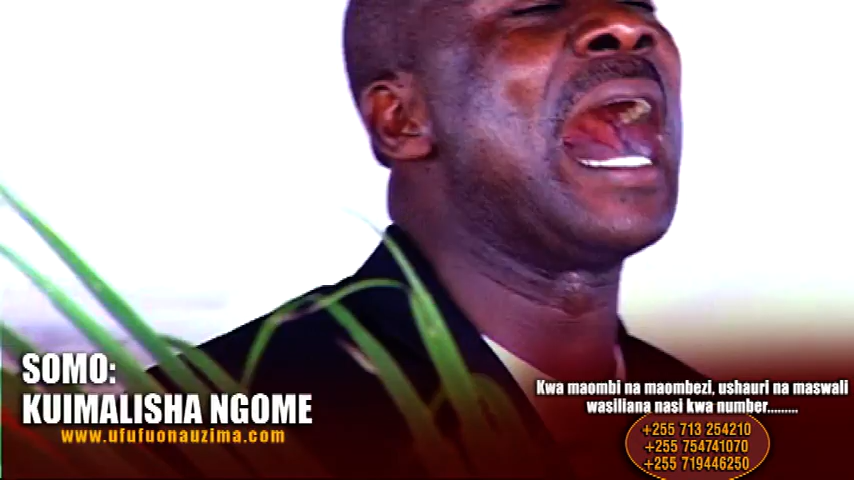 SOMO:
KUIMALISHA NGOME
www.ufufuonauzima.com
Kwa maombi na maombezi, ushauri na maswali
wasiliana nasi kwa number.........
+255 713 254210
+255 754741070
+255 719446250